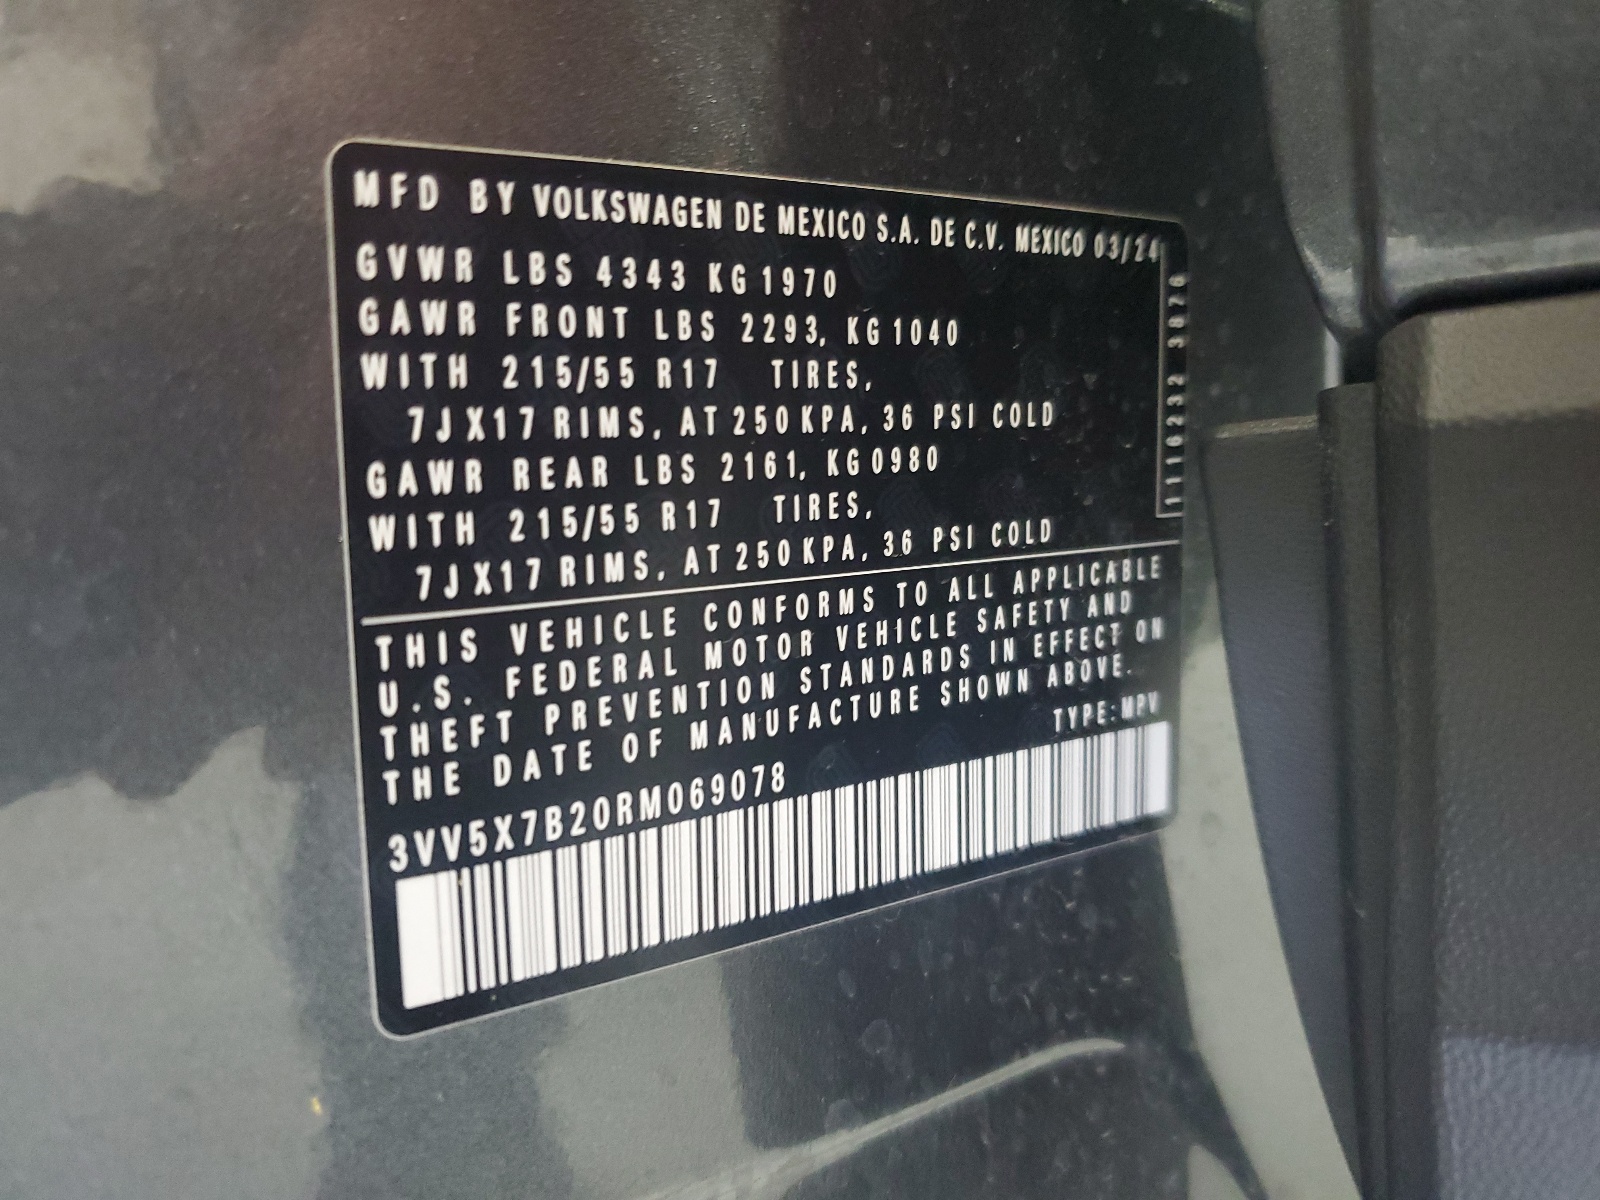 MFD BY VOLKSWAGEN DE MEXICO S.A. DE C.V. MEXICO 03/24
GVWR LBS 4343 KG 1970
GAWR FRONT LBS 2293, KG 1040
WITH 215/55 R17 TIRES,
7J X17 RIMS, AT 250 KPA, 36 PSI COLD
GAWR REAR LBS 2161, KG 0980
WITH 215/55 R17 TIRES,
7J X17 RIMS, AT 250 KPA, 36 PSI COLD
1116232 3876
THIS VEHICLE CONFORMS TO ALL APPLICABLE
U.S. FEDERAL MOTOR VEHICLE SAFETY AND
THEFT PREVENTION STANDARDS IN EFFECT ON
THE DATE OF MANUFACTURE SHOWN ABOVE.
TYPE:MPV
3VV5X7B20RM069078